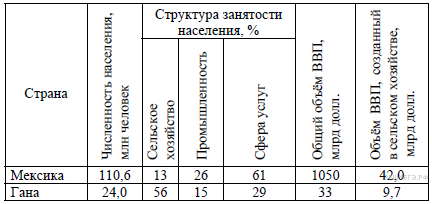 Страна
Численность населения,
млн человек
Структура занятости
населения, %
Сельское
хозяйство
Промышленность
Сфера услуг
Общий объём ВВП,
млрд долл.
Объём ВВП, созданный
в сельском хозяйстве,
млрд долл.
Мексика 110,6 13 26 61 1050 42,0
Гана 24,0 56 15 29 33 9,7